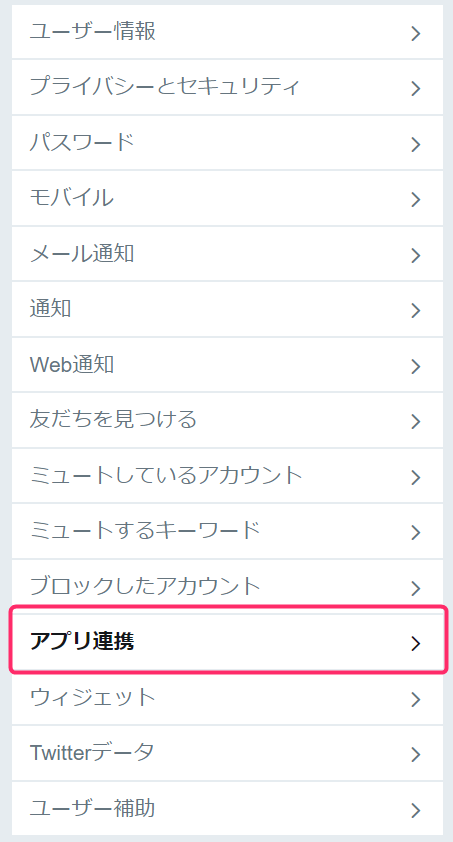 ユーザー情報
プライバシーとセキュリティ
パスワード
モバイル
メール通知
通知
Web通知
友だちを見つける
ミュートしているアカウント
ミュートするキーワード
ブロックしたアカウント
アプリ連携
ウィジェット
Twitterデータ
ユーザー補助